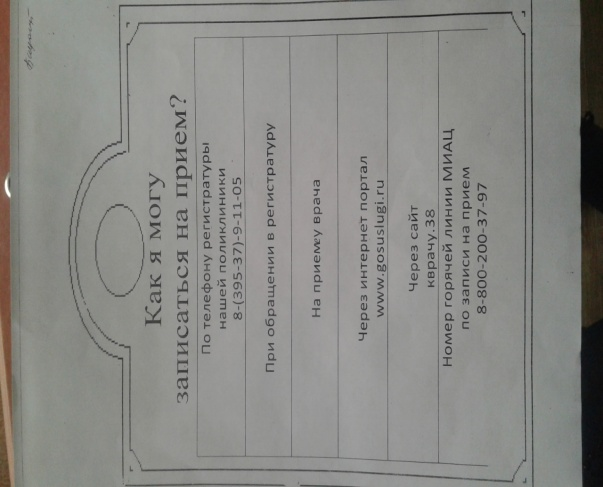 Как я могу
записаться на прием?
По телефону регистратуры
нашей поликлиники
8-(395-37)-9-11-05
При обращении в регистратуру
На приемеу врача
Через интернет портал
www.gosuslugi.ru
Через сайт
кврачу.38
Номер горячей линии МИАЦ
по записи на прием
8-800-200-37-97